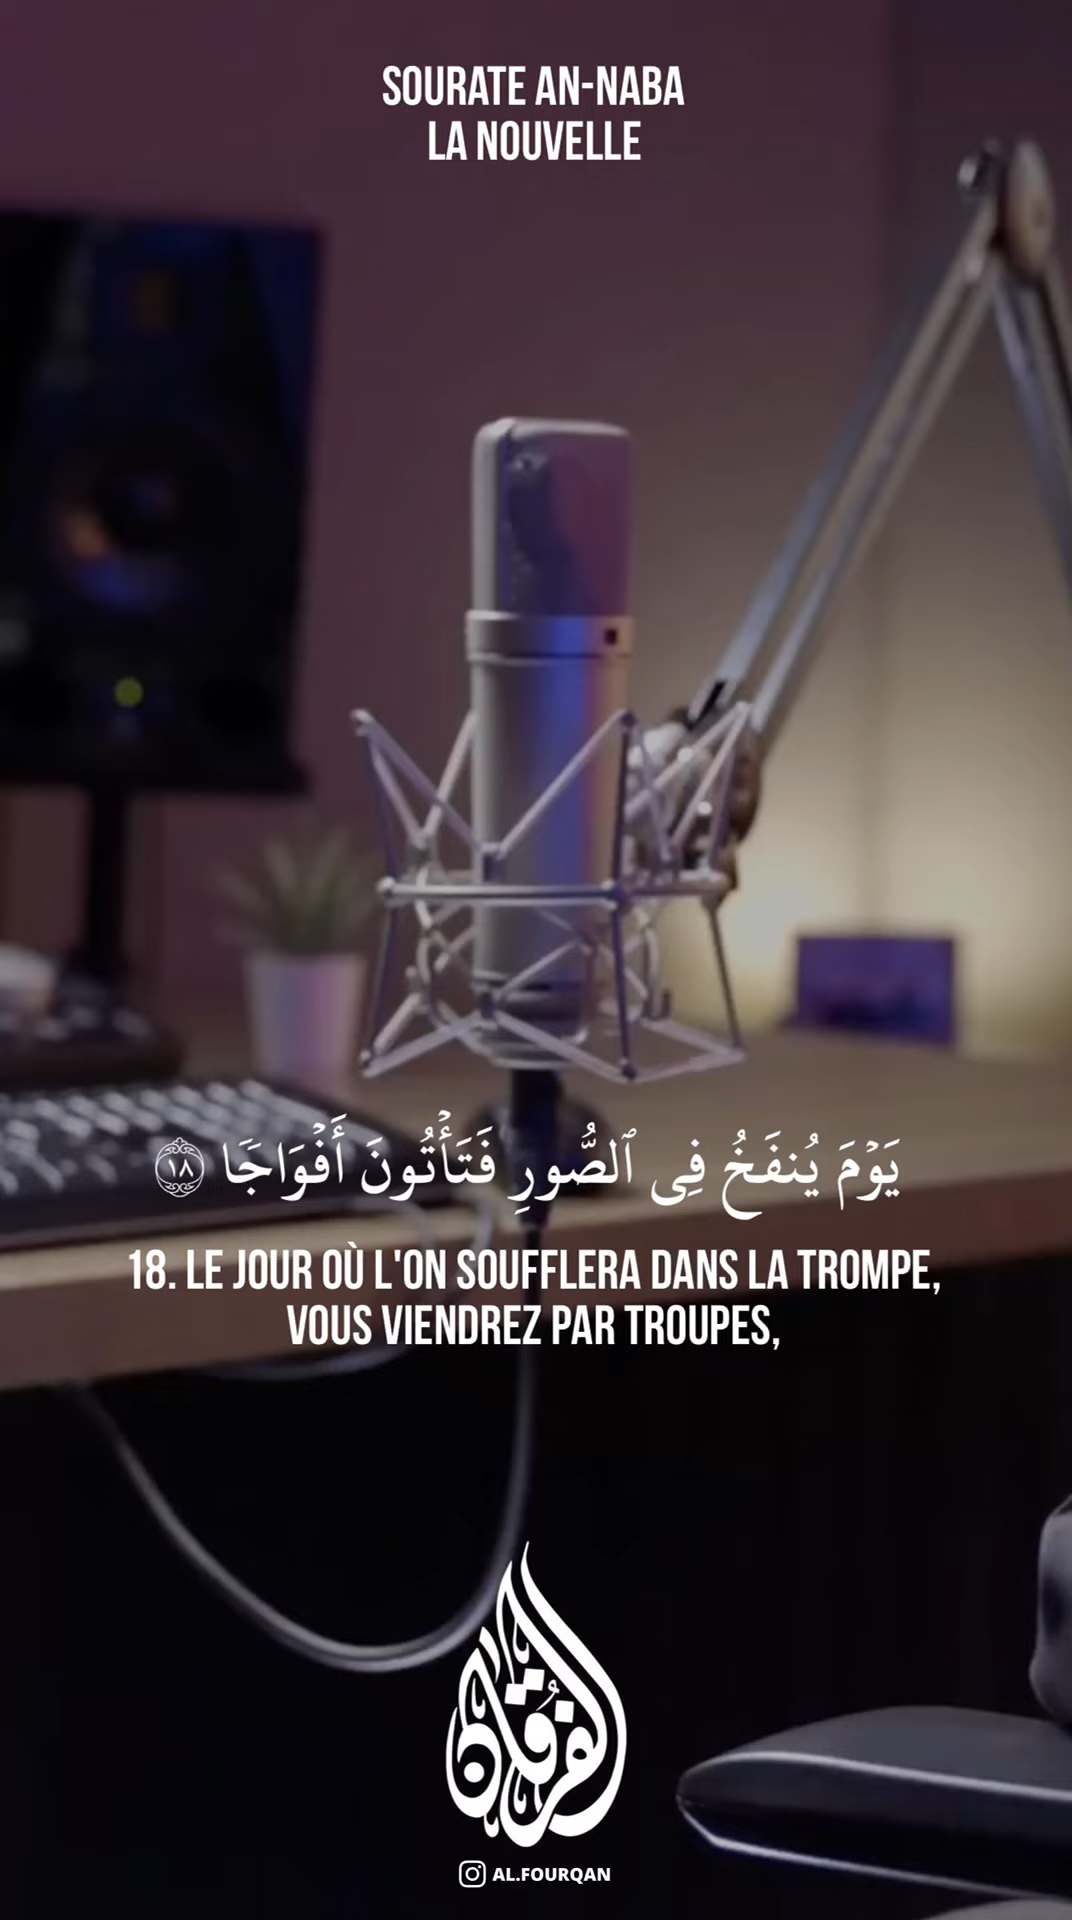 SOURATE AN-NABA
LA NOUVELLE
يَوْمَ يُنفَخُ فِى ٱلصُّورِ فَتَأْتُونَ أَفْوَاجًا ١٨
18. LE JOUR OÙ L'ON SOUFFLERA DANS LA TROMPE,
VOUS VIENDREZ PAR TROUPES,
الفرقان
AL.FOURQAN